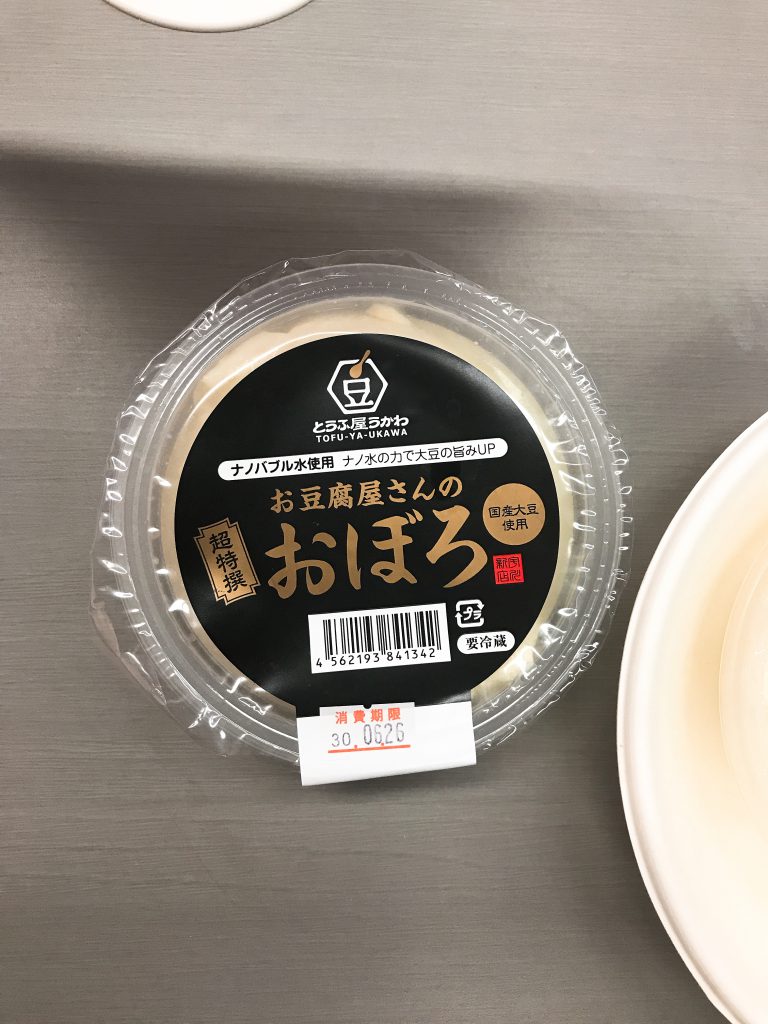 豆
とうふ屋うかわ
TOFU-YA-UKAWA
ナノバブル水使用 ナノ水の力で大豆の旨みUP
お豆腐屋さんの
おぼろ
国産大豆
使用
超特撰
プラ
4 562193 841342
要冷蔵
消費期限
30.0626